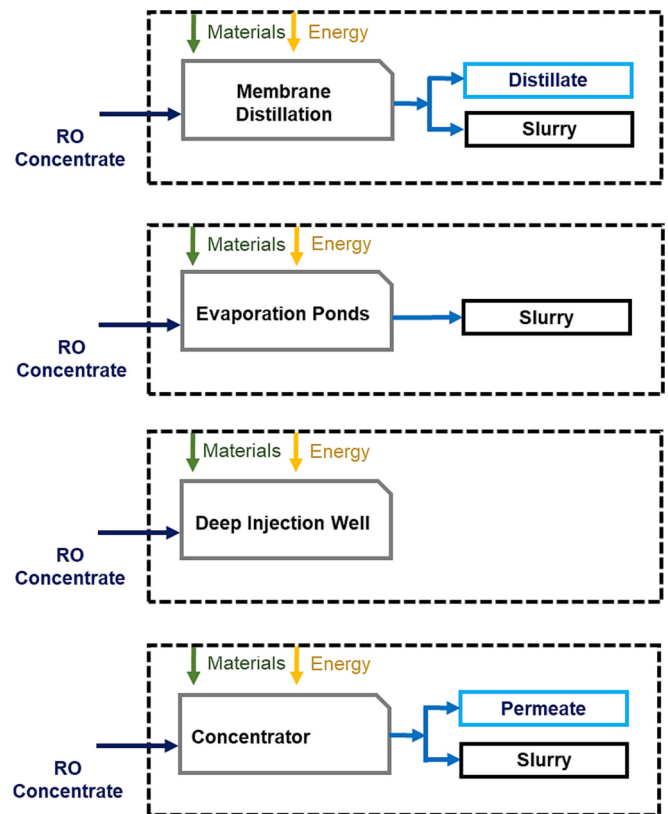 Materials
Energy
Membrane
Distillation
Distillate
Slurry
RO
Concentrate
Materials
Energy
Evaporation Ponds
Slurry
RO
Concentrate
Materials
Energy
Deep Injection Well
RO
Concentrate
Materials
Energy
Concentrator
Permeate
Slurry
RO
Concentrate